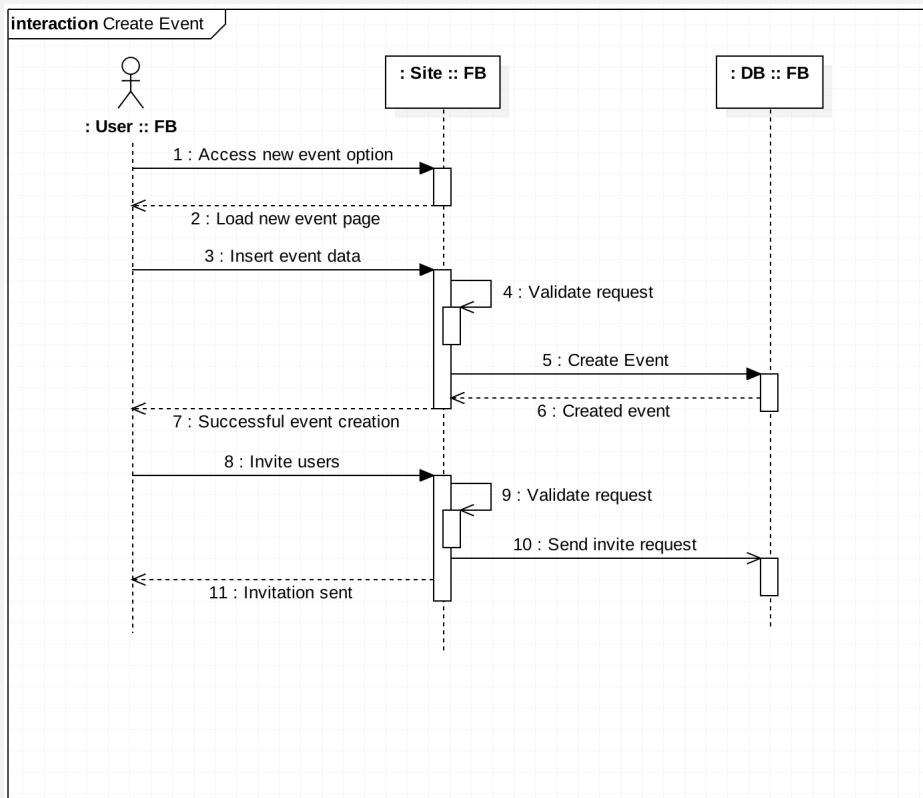 interaction Create Event
: Site :: FB
: DB :: FB
: User :: FB
1 : Access new event option
2 : Load new event page
3 : Insert event data
4 : Validate request
5 : Create Event
6 : Created event
7 : Successful event creation
8 : Invite users
9 : Validate request
10 : Send invite request
11 : Invitation sent